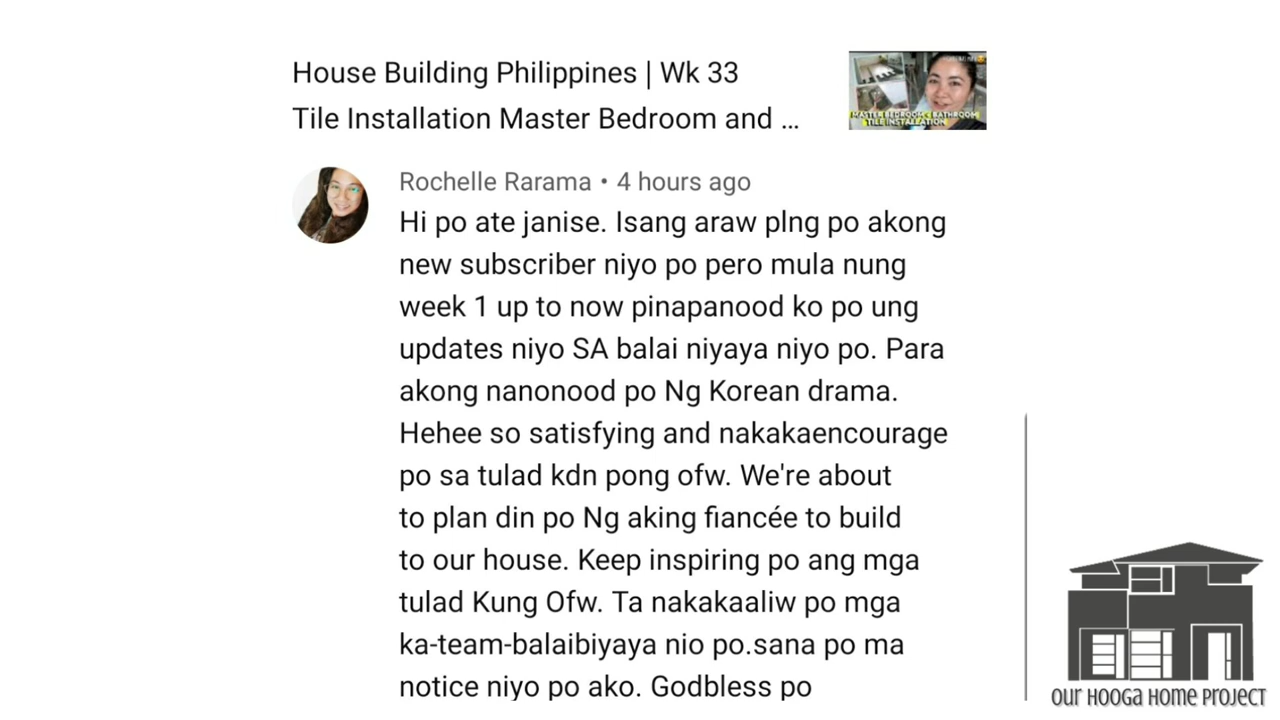 House Building Philippines | Wk 33
Tile Installation Master Bedroom and ...
MASTER BEDROOM & BATHROOM
TILE INSTALLATION
Rochelle Rarama • 4 hours ago
Hi po ate janise. Isang araw plng po akong
new subscriber niyo po pero mula nung
week 1 up to now pinapanood ko po ung
updates niyo SA balai niyaya niyo po. Para
akong nanonood po Ng Korean drama.
Hehee so satisfying and nakakaencourage
po sa tulad kdn pong ofw. We're about
to plan din po Ng aking fiancée to build
to our house. Keep inspiring po ang mga
tulad Kung Ofw. Ta nakakaaliw po mga
ka-team-balaibiyaya nio po.sana po ma
notice niyo po ako. Godbless po
OUR HOOGA HOME PROJECT